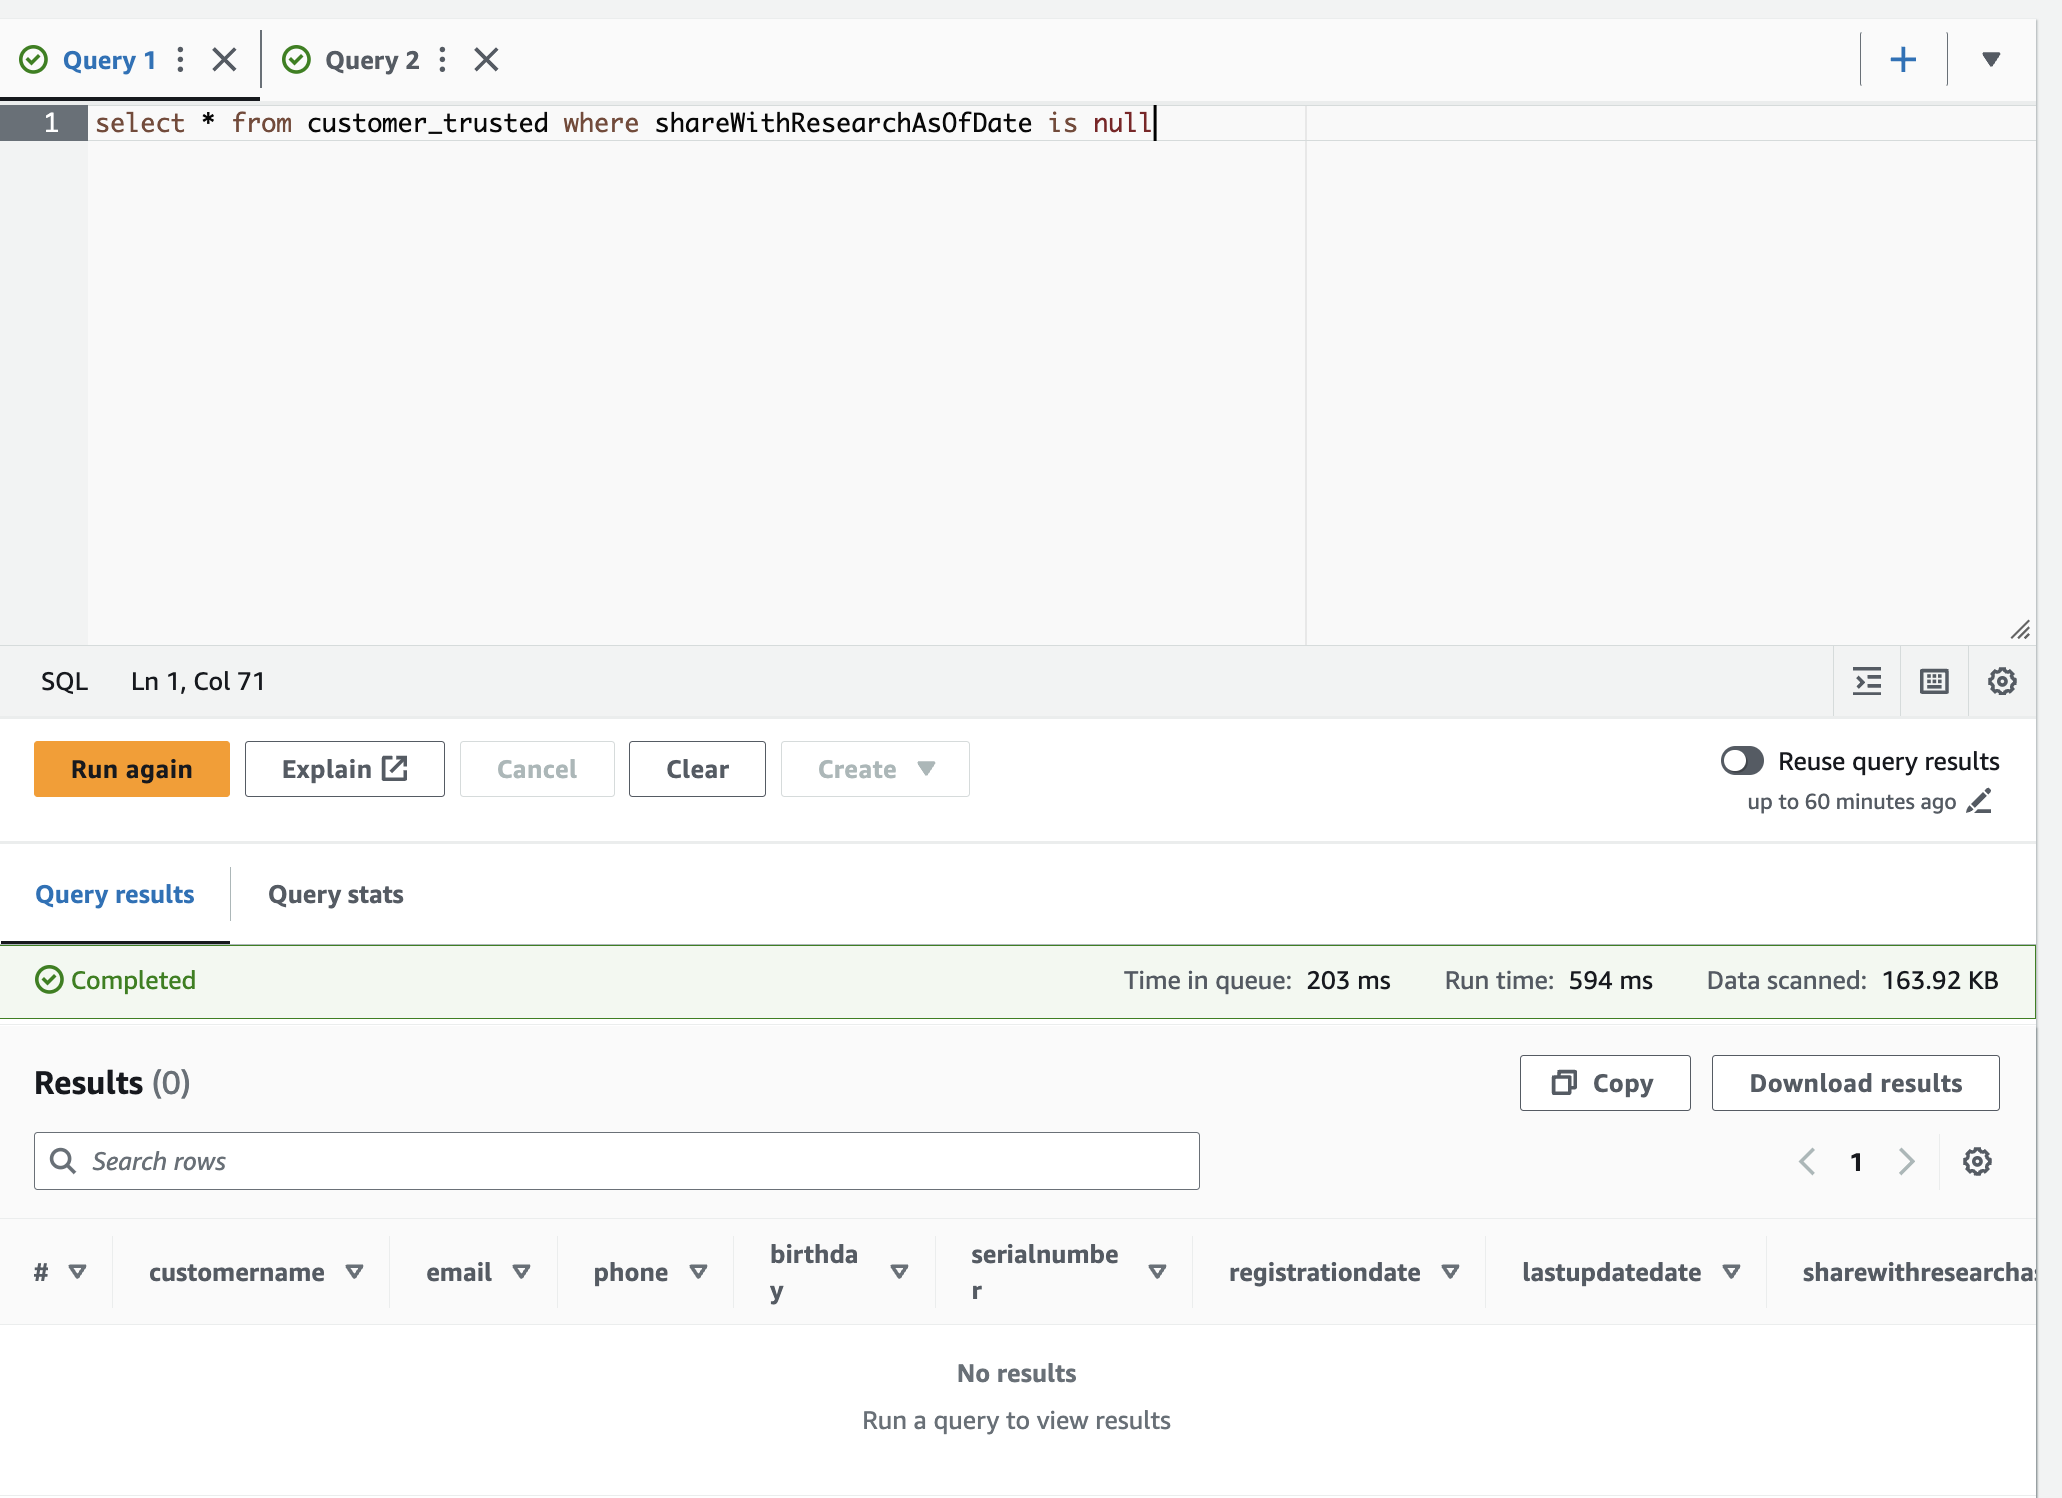 Query 1
Query 2
1 select * from customer_trusted where shareWithResearchAsOfDate is null
SQL Ln 1, Col 71
Run again Explain Cancel Clear Create
Reuse query results
up to 60 minutes ago
Query results Query stats
Completed Time in queue: 203 ms Run time: 594 ms Data scanned: 163.92 KB
Results (0) Copy Download results
Search rows 1
# customername email phone birthday serialnumber registrationdate lastupdatedate sharewithresearchas
No results
Run a query to view results